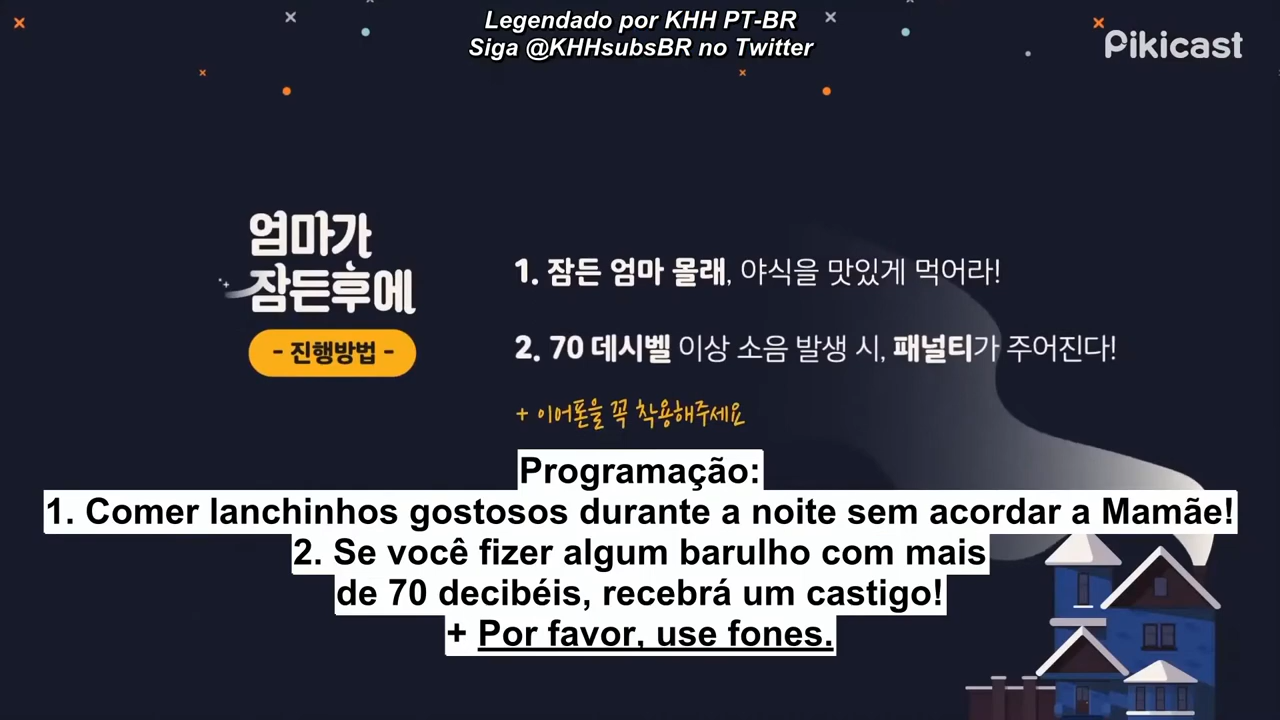 Legendado por KHH PT-BR
Siga @KHHsubsBR no Twitter
Pikicast
엄마가
잠든후에
- 진행방법 -
1. 잠든 엄마 몰래, 야식을 맛있게 먹어라!
2. 70 데시벨 이상 소음 발생 시, 패널티가 주어진다!
+ 이어폰을 꼭 착용해주세요
Programação:
1. Comer lanchinhos gostosos durante a noite sem acordar a Mamãe!
2. Se você fizer algum barulho com mais
de 70 decibéis, recebrá um castigo!
+ Por favor, use fones.